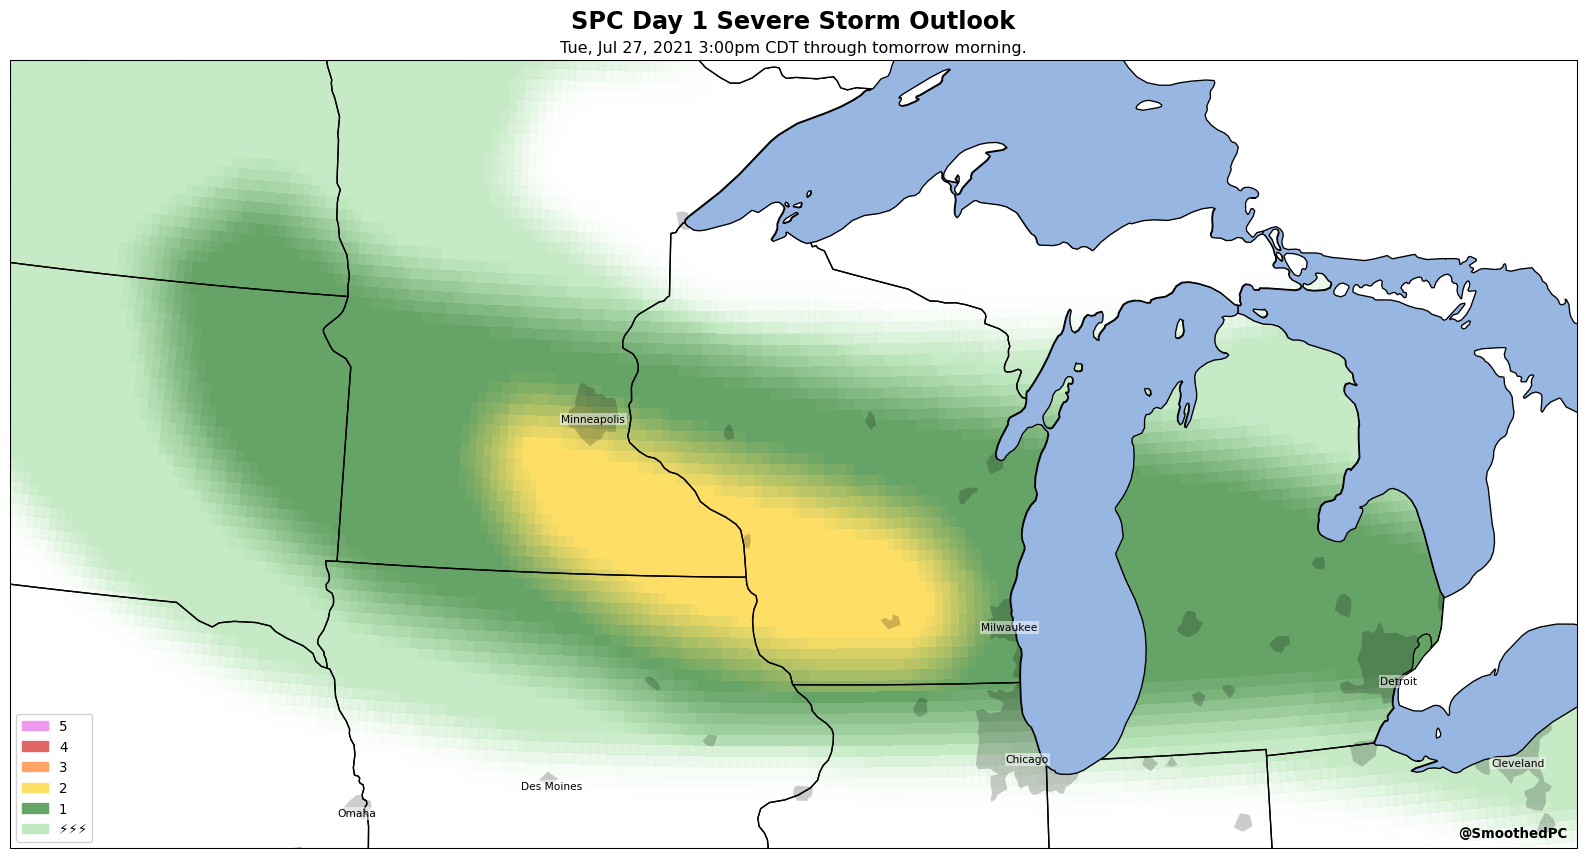 SPC Day 1 Severe Storm Outlook
Tue, Jul 27, 2021 3:00pm CDT through tomorrow morning.
Minneapolis
Milwaukee
Detroit
Chicago
Cleveland
Des Moines
Omaha
5
4
3
2
1
⚡⚡⚡
@SmoothedPC